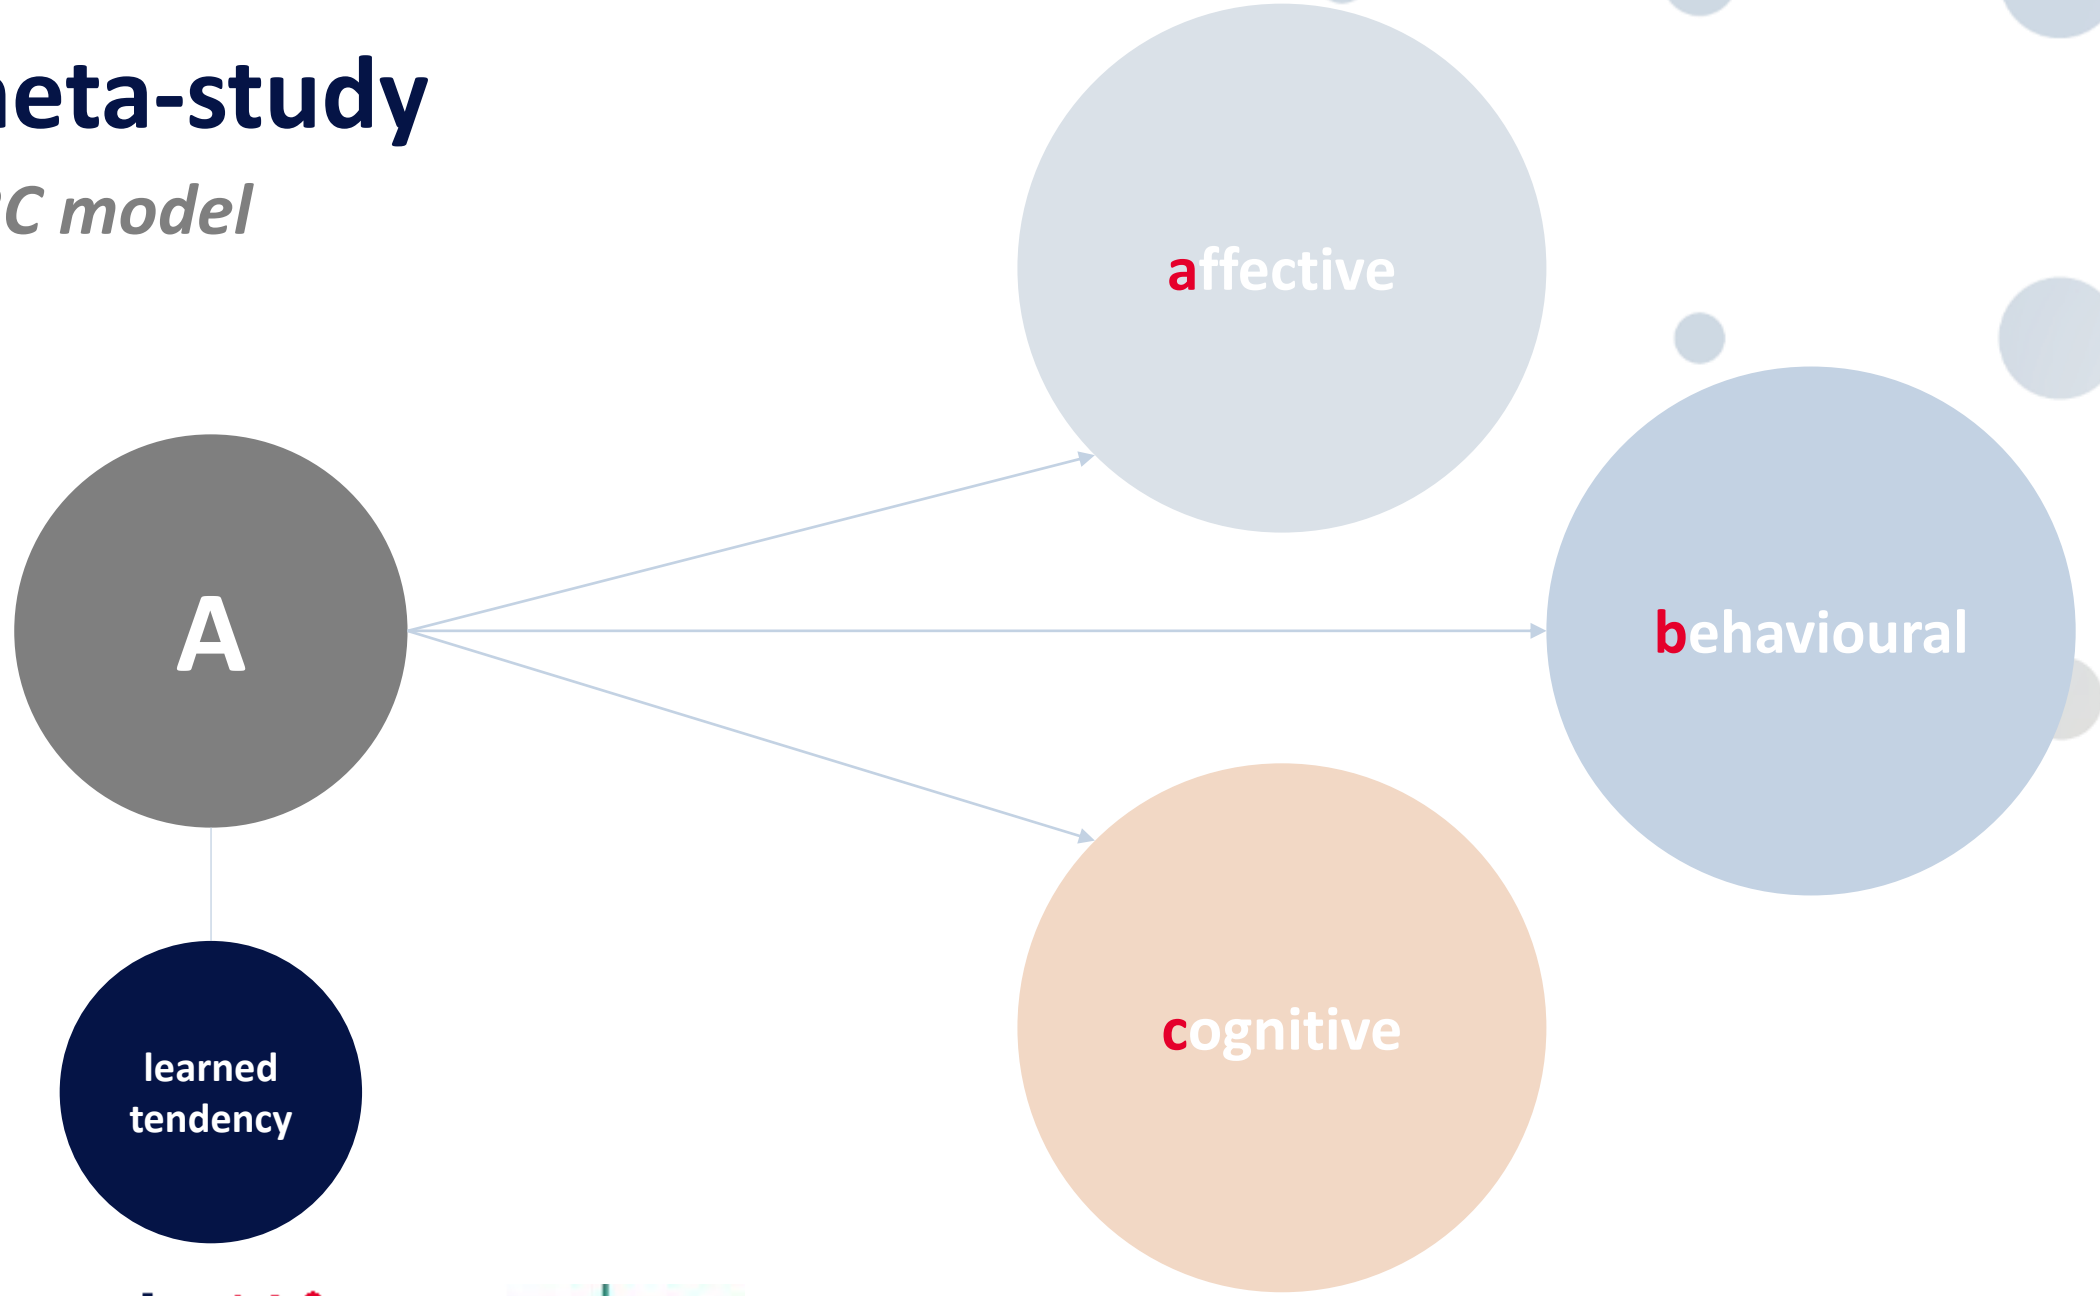 eta-study
C model
affective
behavioural
A
cognitive
learned
tendency